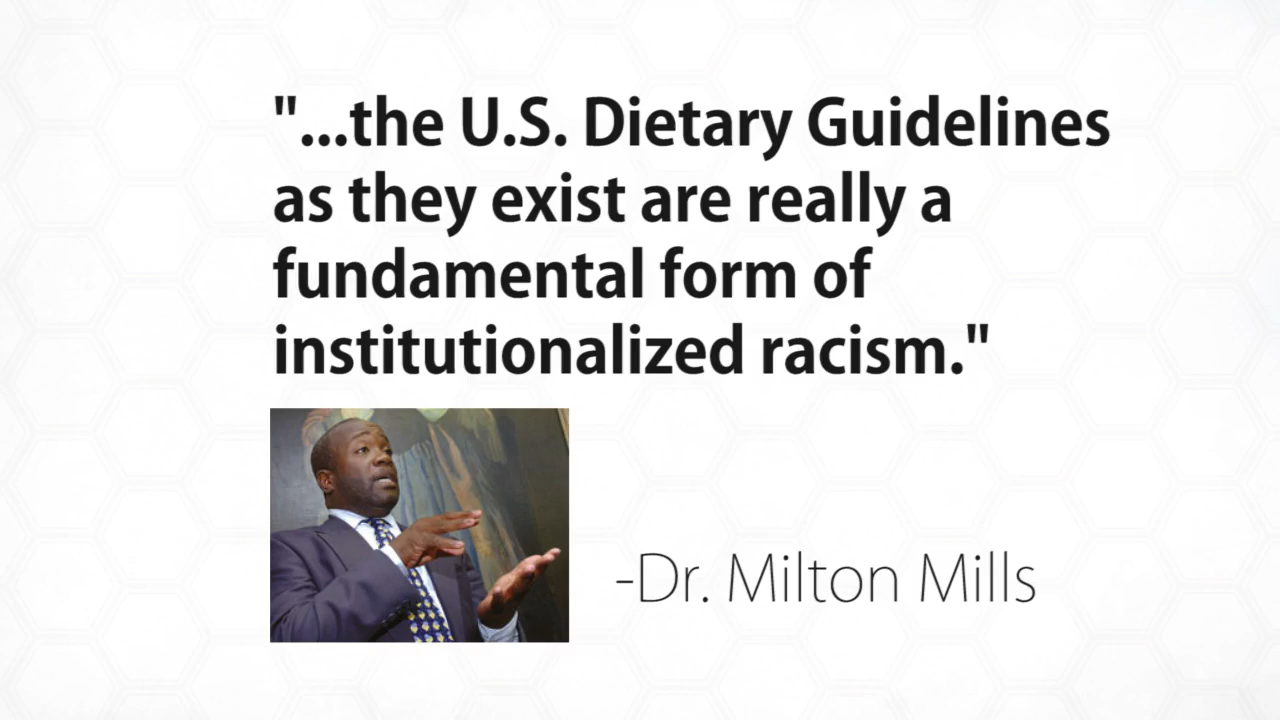 "...the U.S. Dietary Guidelines
as they exist are really a
fundamental form of
institutionalized racism."
-Dr. Milton Mills